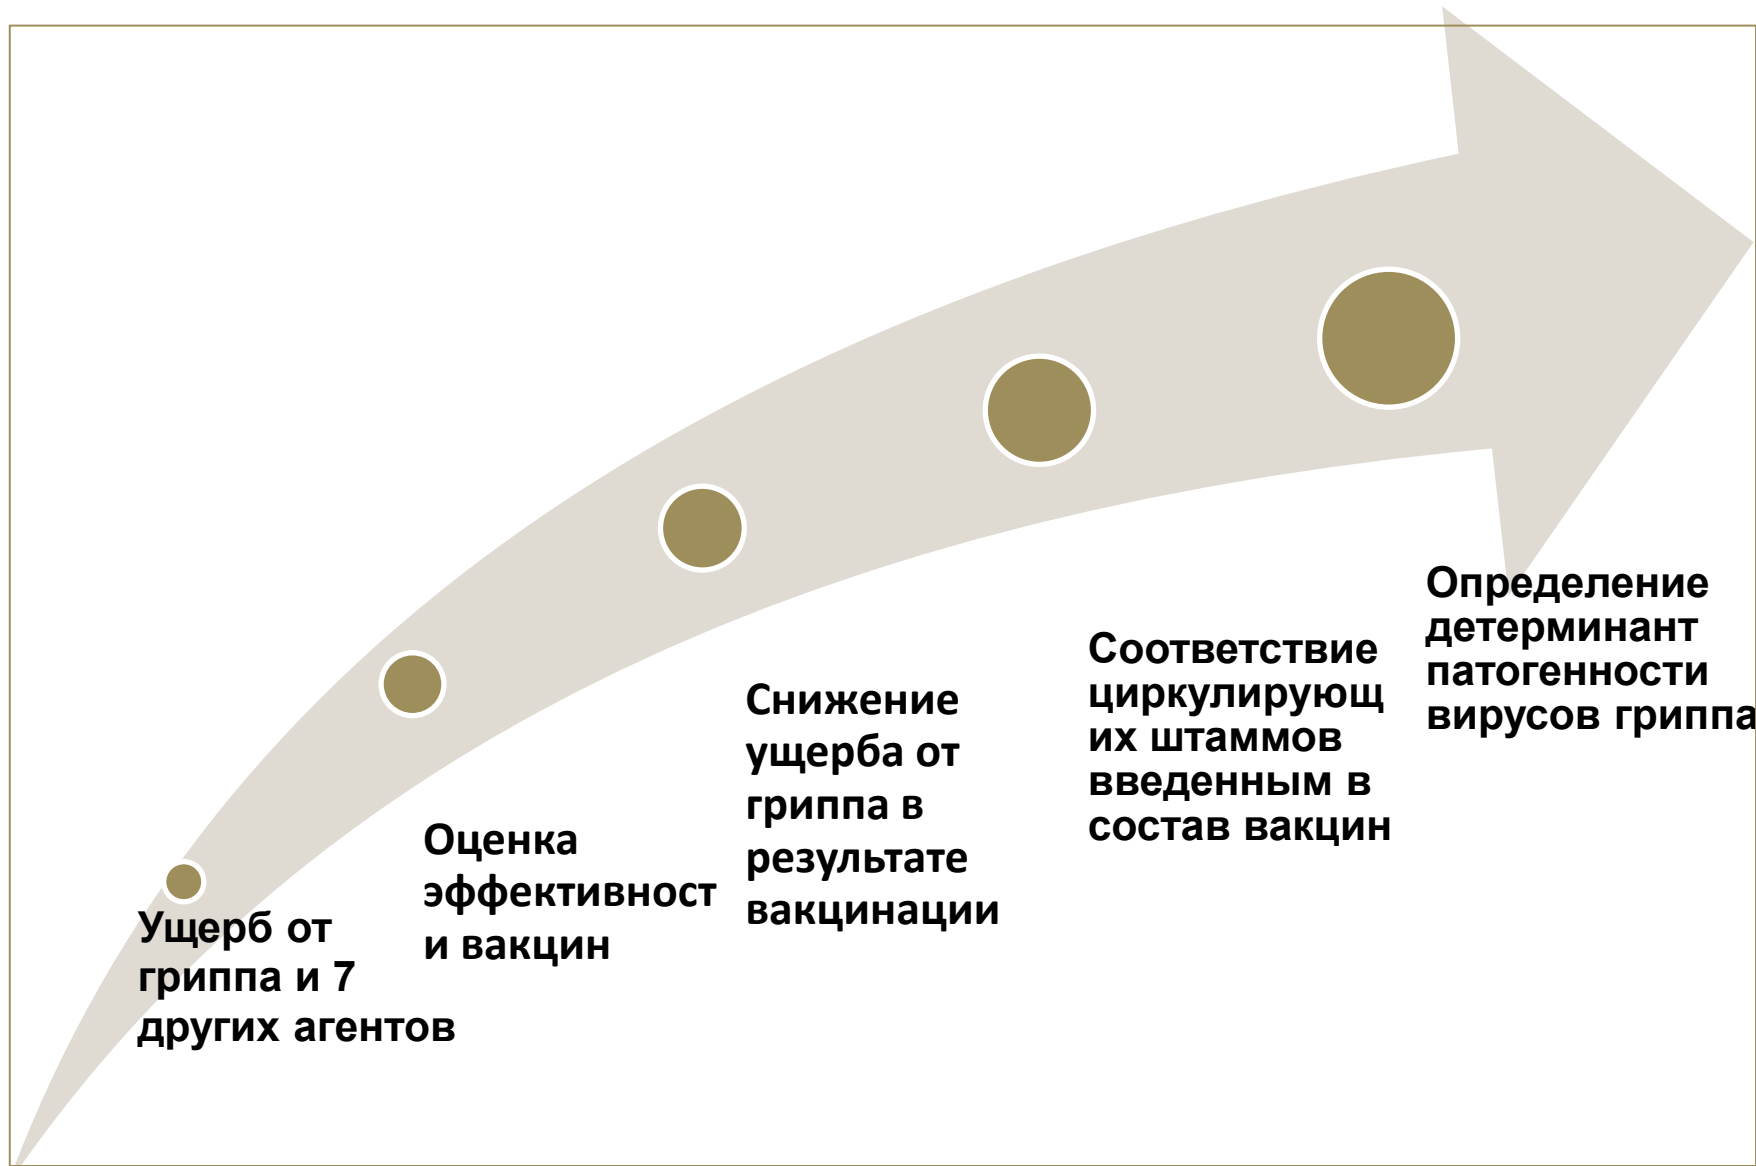 Ущерб от
гриппа и 7
других агентов
Оценка
эффективност
и вакцин
Снижение
ущерба от
гриппа в
результате
вакцинации
Соответствие
циркулирующ
их штаммов
введенным в
состав вакцин
Определение
детерминант
патогенности
вирусов гриппа